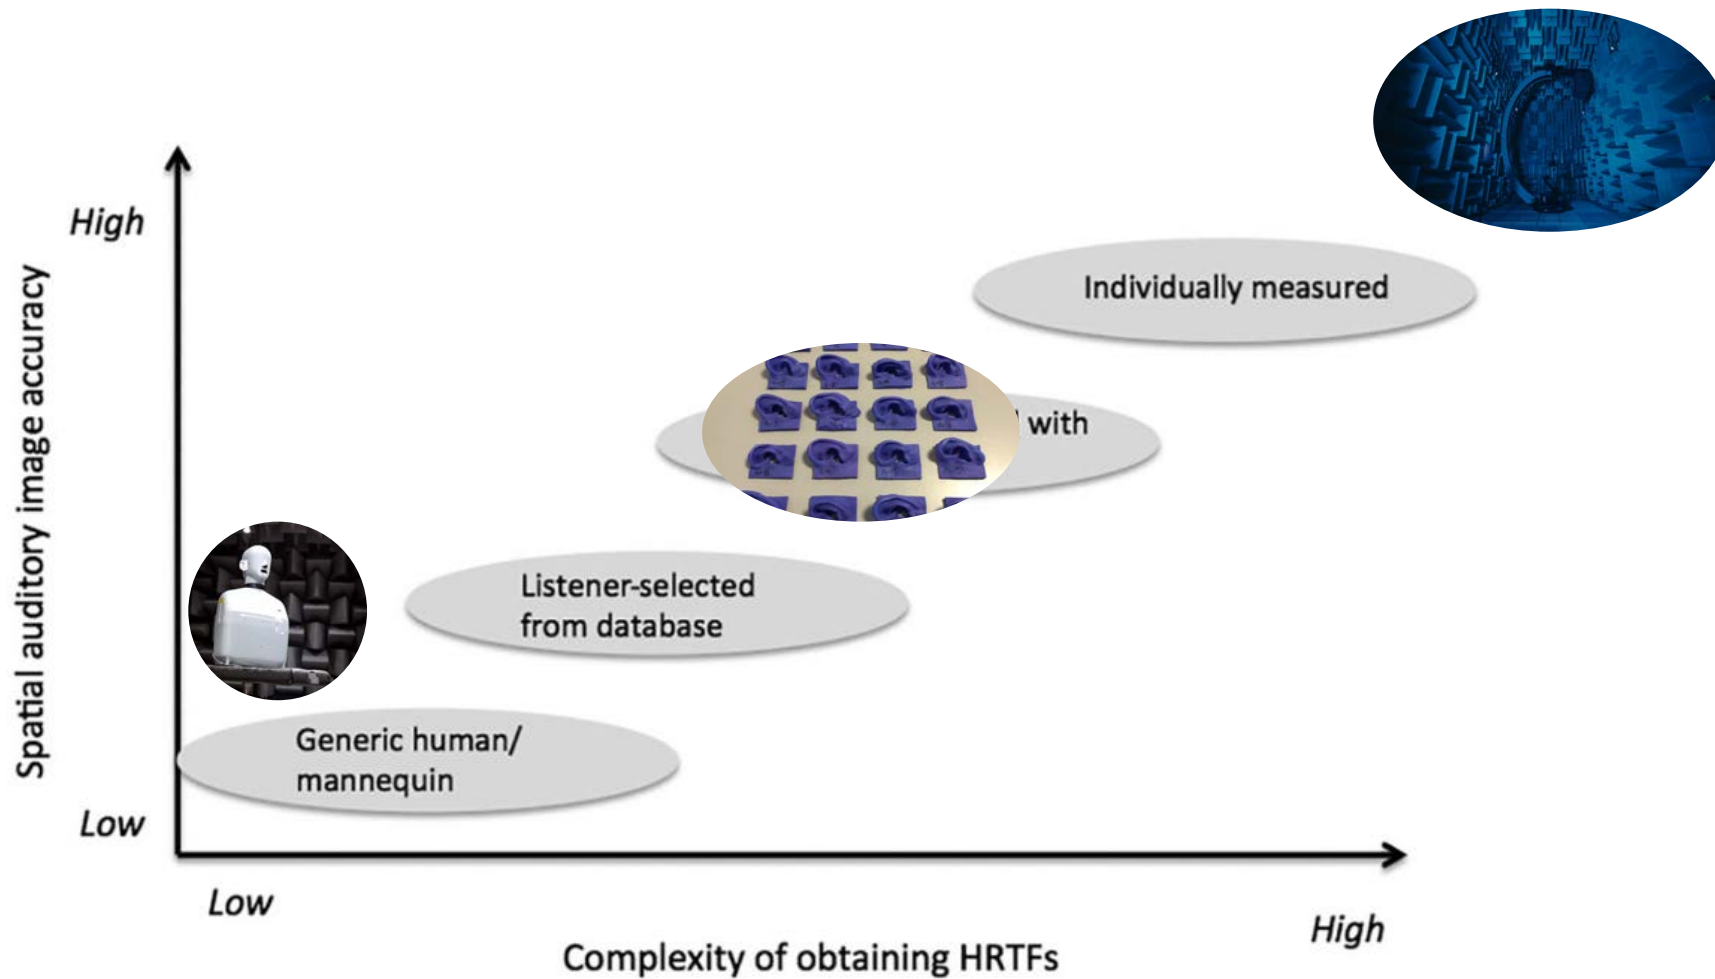 High
Spatial auditory image accuracy
Individually measured
with
Listener-selected
from database
Generic human/
mannequin
Low
Low
High
Complexity of obtaining HRTFs